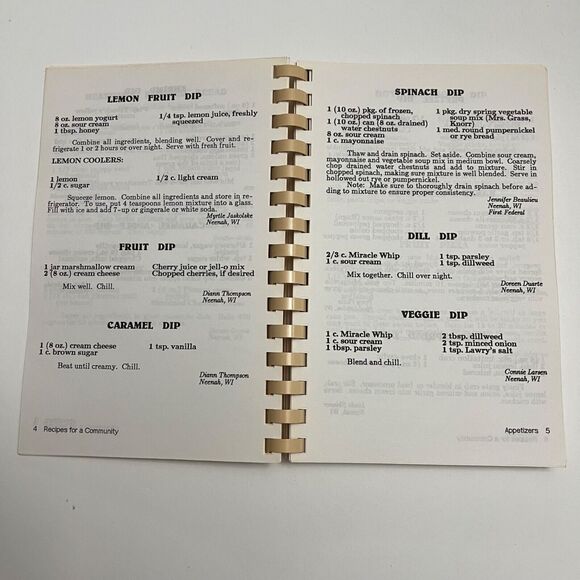 LEMON FRUIT DIP
8 oz. lemon yogurt
8 oz. sour cream
1 tbsp. honey
1/4 tsp. lemon juice, freshly
squeezed
Combine all ingredients, blending well. Cover and re-
frigerate 1 or 2 hours or over night. Serve with fresh fruit.
LEMON COOLERS:
1 lemon
1/2 c. sugar
1/2 c. light cream
Squeeze lemon. Combine all ingredients and store in re-
frigerator. To use, put 4 teaspoons lemon mixture into a glass.
Fill with ice and add 7-up or gingerale or white soda.
Myrtle Jaskolske
Neenah, WI
FRUIT DIP
1 jar marshmallow cream
2 (8 oz.) cream cheese
Cherry juice or jell-o mix
Chopped cherries, if desired
Mix well. Chill.
Diann Thompson
Neenah, WI
CARAMEL DIP
1 (8 oz.) cream cheese
1 c. brown sugar
1 tsp. vanilla
Beat until creamy. Chill.
Diann Thompson
Neenah, WI
4 Recipes for a Community
SPINACH DIP
1 (10 oz.) pkg. of frozen,
chopped spinach
1 (10 oz.) can (8 oz. drained)
water chestnuts
8 oz. sour cream
1 c. mayonnaise
1 pkg. dry spring vegetable
soup mix (Mrs. Grass,
Knorr)
1 med. round pumpernickel
or rye bread
Thaw and drain spinach. Set aside. Combine sour cream,
mayonnaise and vegetable soup mix in medium bowl. Coarsely
chop drained water chestnuts and add to mixture. Stir in
chopped spinach, making sure mixture is well blended. Serve in
hollowed out rye or pumpernickel.
Note: Make sure to thoroughly drain spinach before ad-
ding to mixture to ensure proper consistency.
Jennifer Beaulieu
Neenah, WI
First Federal
DILL DIP
2/3 c. Miracle Whip
1 c. sour cream
1 tsp. parsley
1 tsp. dillweed
Mix together. Chill over night.
Doreen Duarte
Neenah, WI
VEGGIE DIP
1 c. Miracle Whip
1 c. sour cream
1 tbsp. parsley
2 tbsp. dillweed
2 tsp. minced onion
1 tsp. Lawry's salt
Blend and chill.
Connie Larsen
Neenah, WI
Appetizers 5